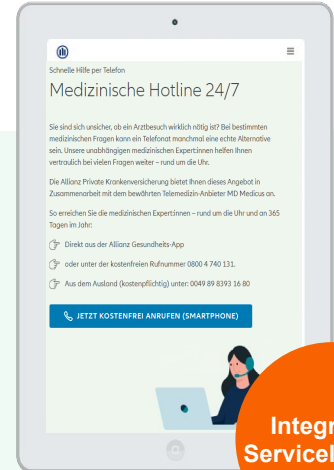 Schnelle Hilfe per Telefon
Medizinische Hotline 24/7
Sie sind sich unsicher, ob ein Arztbesuch wirklich nötig ist? Bei bestimmten
medizinischen Fragen kann ein Telefonat manchmal eine echte Alternative
sein. Unsere unabhängigen medizinischen Expert:innen helfen Ihnen
vertraulich bei vielen Fragen weiter – rund um die Uhr.
Die Allianz Private Krankenversicherung bietet Ihnen dieses Angebot in
Zusammenarbeit mit dem bewährten Telemedizin-Anbieter MD Medicus an.
So erreichen Sie die medizinischen Expert:innen – rund um die Uhr und an 365
Tagen im Jahr:
Direkt aus der Allianz Gesundheits-App
oder unter der kostenfreien Rufnummer 0800 4 740 131.
Aus dem Ausland (kostenpflichtig) unter: 0049 89 8393 16 80
JETZT KOSTENFREI ANRUFEN (SMARTPHONE)
Integr
Servicel